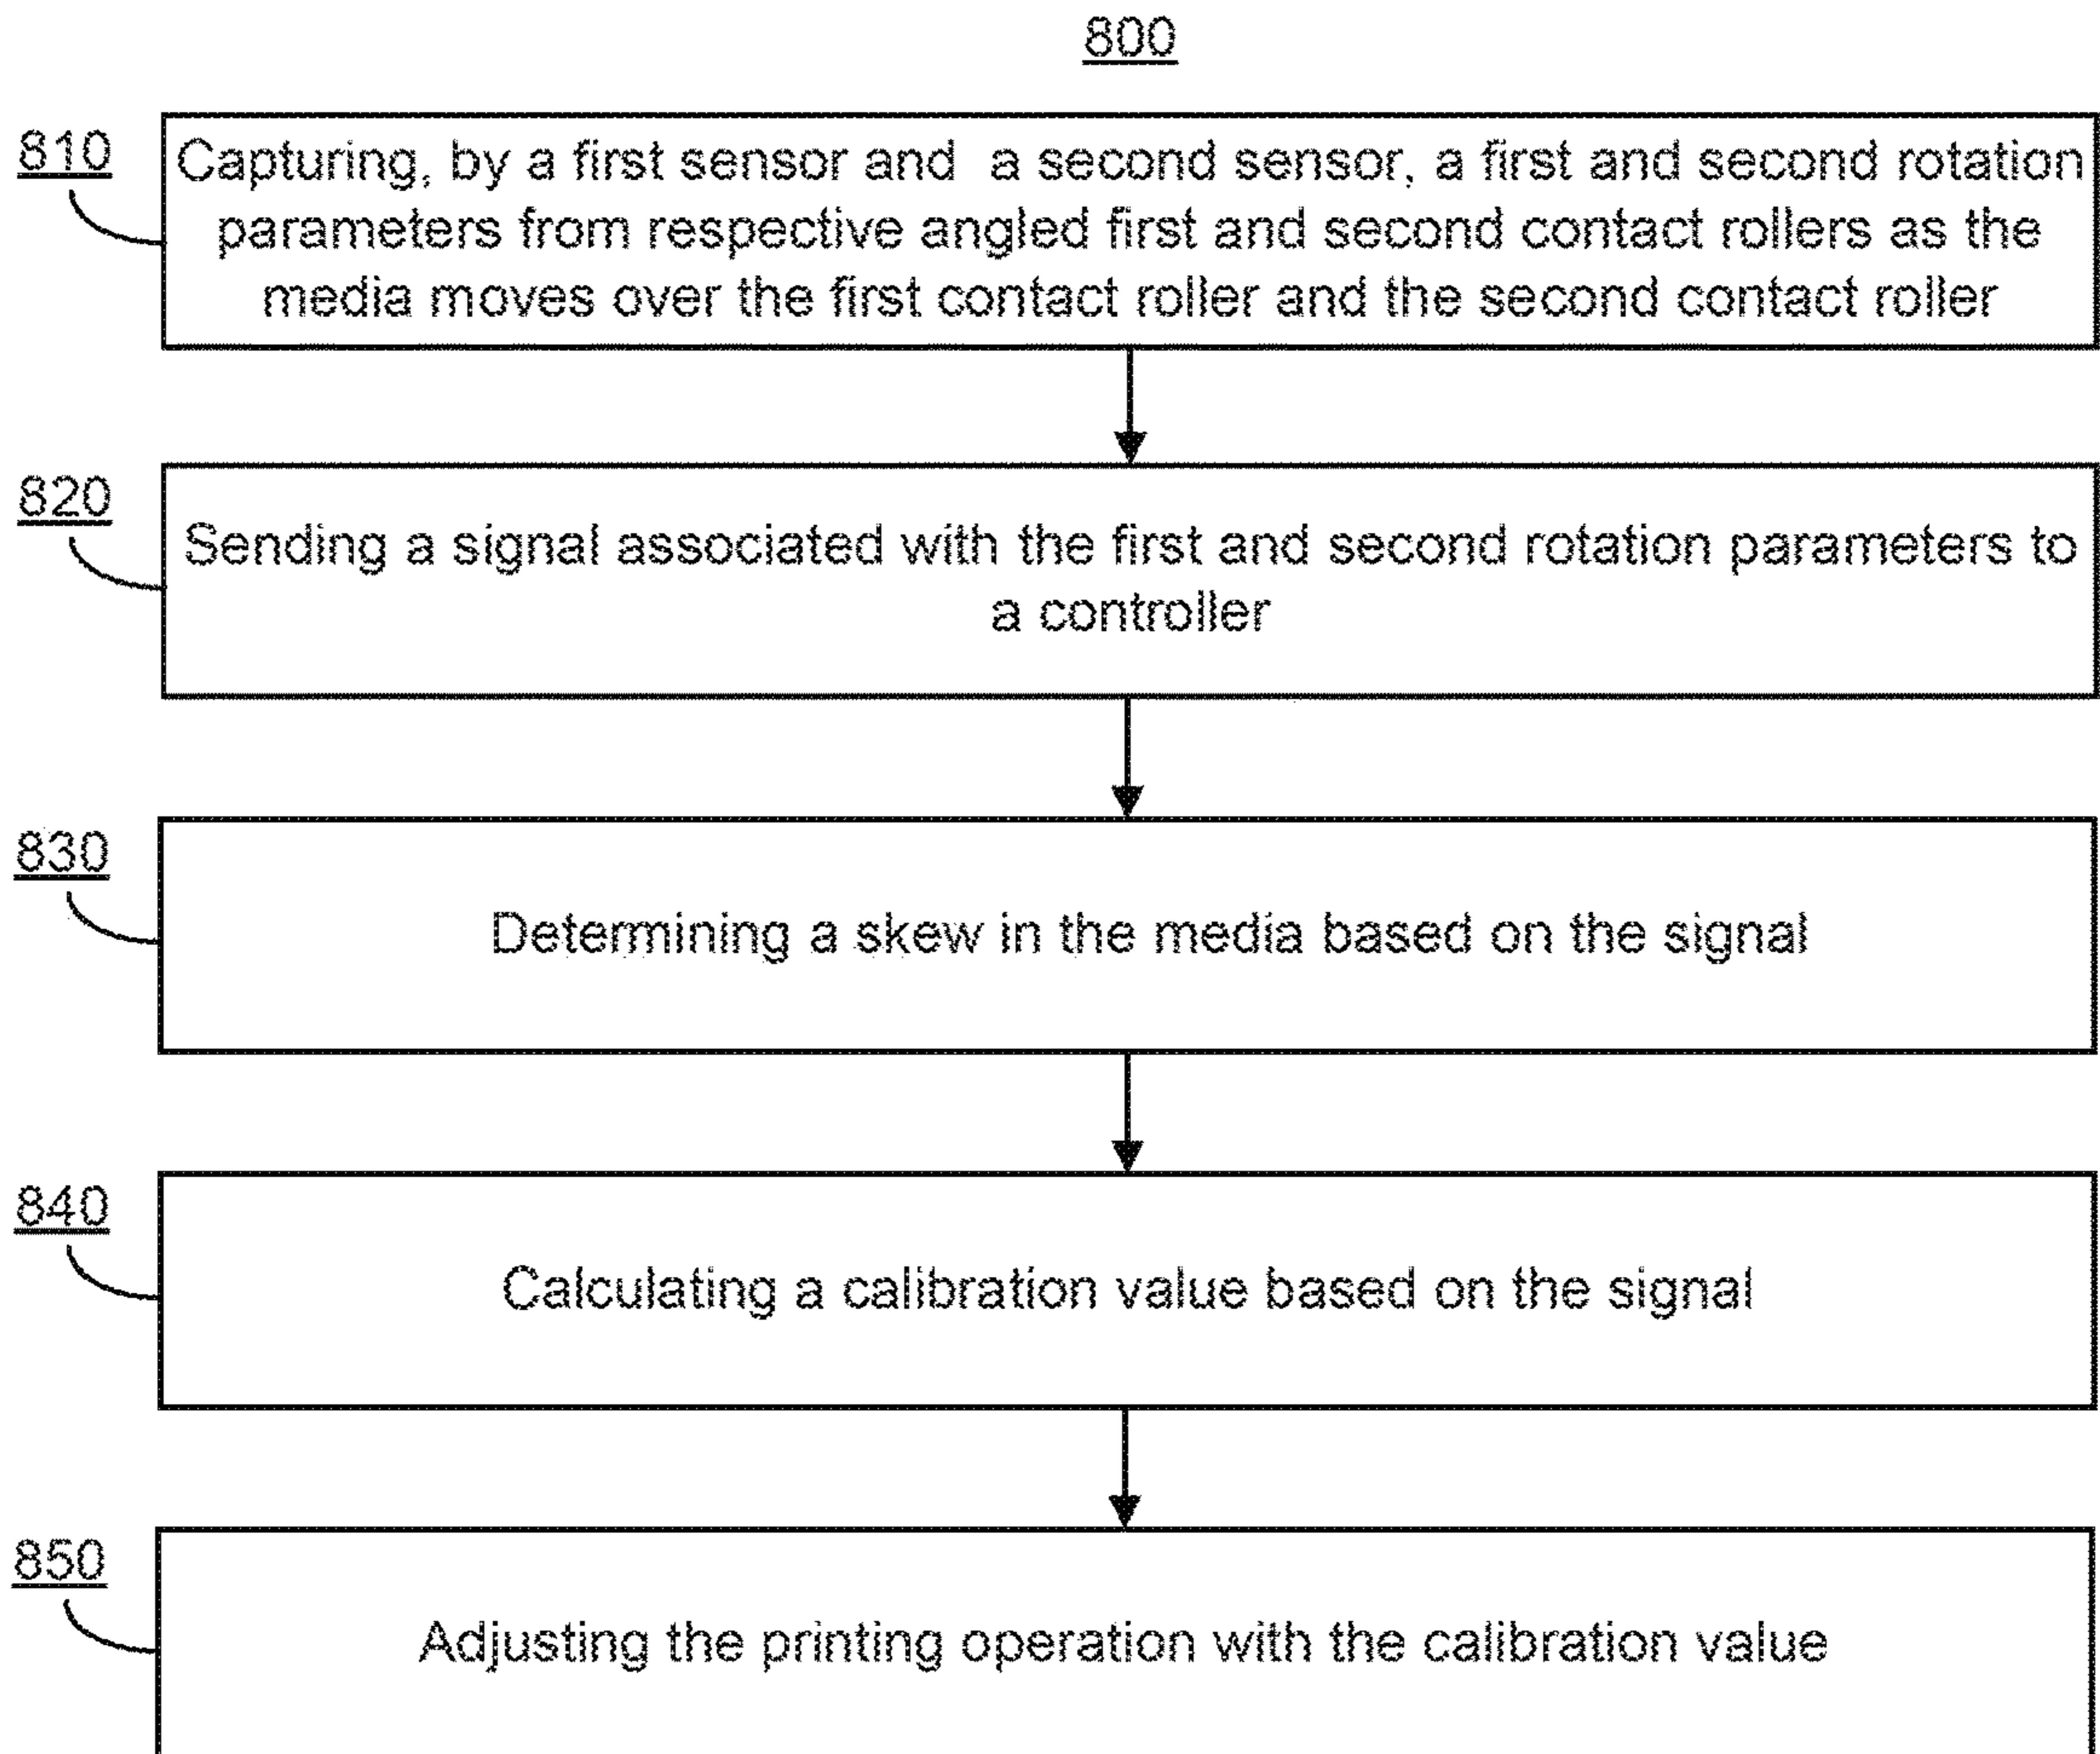 800
810
Capturing, by a first sensor and a second sensor, a first and second rotation
parameters from respective angled first and second contact rollers as the
media moves over the first contact roller and the second contact roller
820
Sending a signal associated with the first and second rotation parameters to
a controller
830
Determining a skew in the media based on the signal
840
Calculating a calibration value based on the signal
850
Adjusting the printing operation with the calibration value